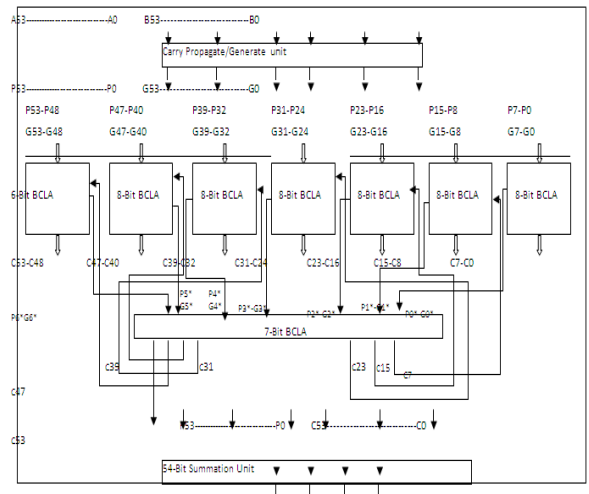 A53---------------------------A0 B53---------------------------B0
Carry Propagate/Generate unit
P53---------------------------P0 G53---------------------------G0
P53-P48 P47-P40 P39-P32 P31-P24 P23-P16 P15-P8 P7-P0
G53-G48 G47-G40 G39-G32 G31-G24 G23-G16 G15-G8 G7-G0
6-Bit BCLA 8-Bit BCLA 8-Bit BCLA 8-Bit BCLA 8-Bit BCLA 8-Bit BCLA 8-Bit BCLA
C53-C48 C47-C40 C39-C32 C31-C24 C23-C16 C15-C8 C7-C0
P5* P4*
G5* G4* P3*-G3* P2*-G2* P1*-G1* P0*-G0*
P6*G6*
7-Bit BCLA
C39 C31 C23 C15
C7
C47
P53---------------------------P0 C53---------------------------C0
C53
54-Bit Summation Unit